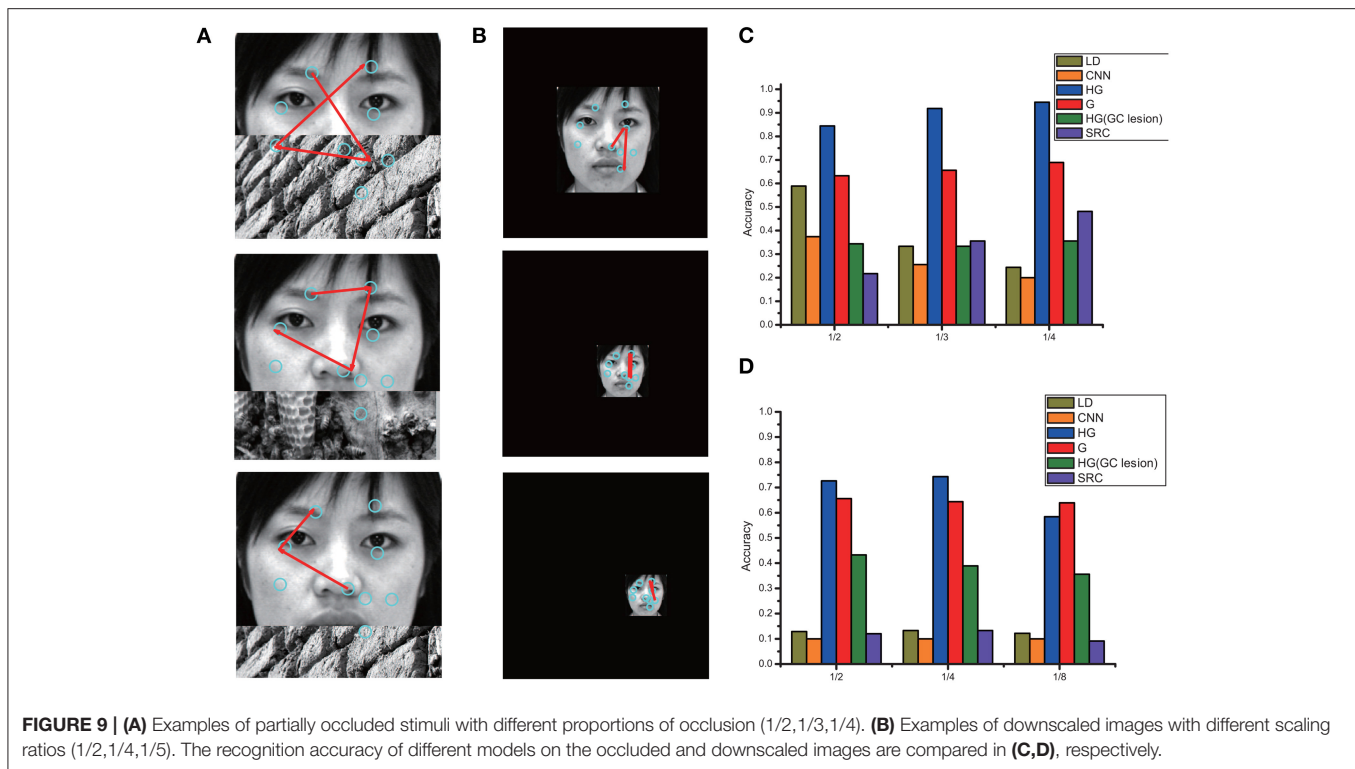 A
B
C
LD
CNN
HG
G
HG(GC lesion)
SRC
1.0
0.9
0.8
0.7
0.6
0.5
0.4
0.3
0.2
0.1
0.0
Accuracy
1/2 1/3 1/4
D
LD
CNN
HG
G
HG(GC lesion)
SRC
1.0
0.9
0.8
0.7
0.6
0.5
0.4
0.3
0.2
0.1
0.0
Accuracy
1/2 1/4 1/8
FIGURE 9 | (A) Examples of partially occluded stimuli with different proportions of occlusion (1/2,1/3,1/4). (B) Examples of downscaled images with different scaling
ratios (1/2,1/4,1/5). The recognition accuracy of different models on the occluded and downscaled images are compared in (C,D), respectively.